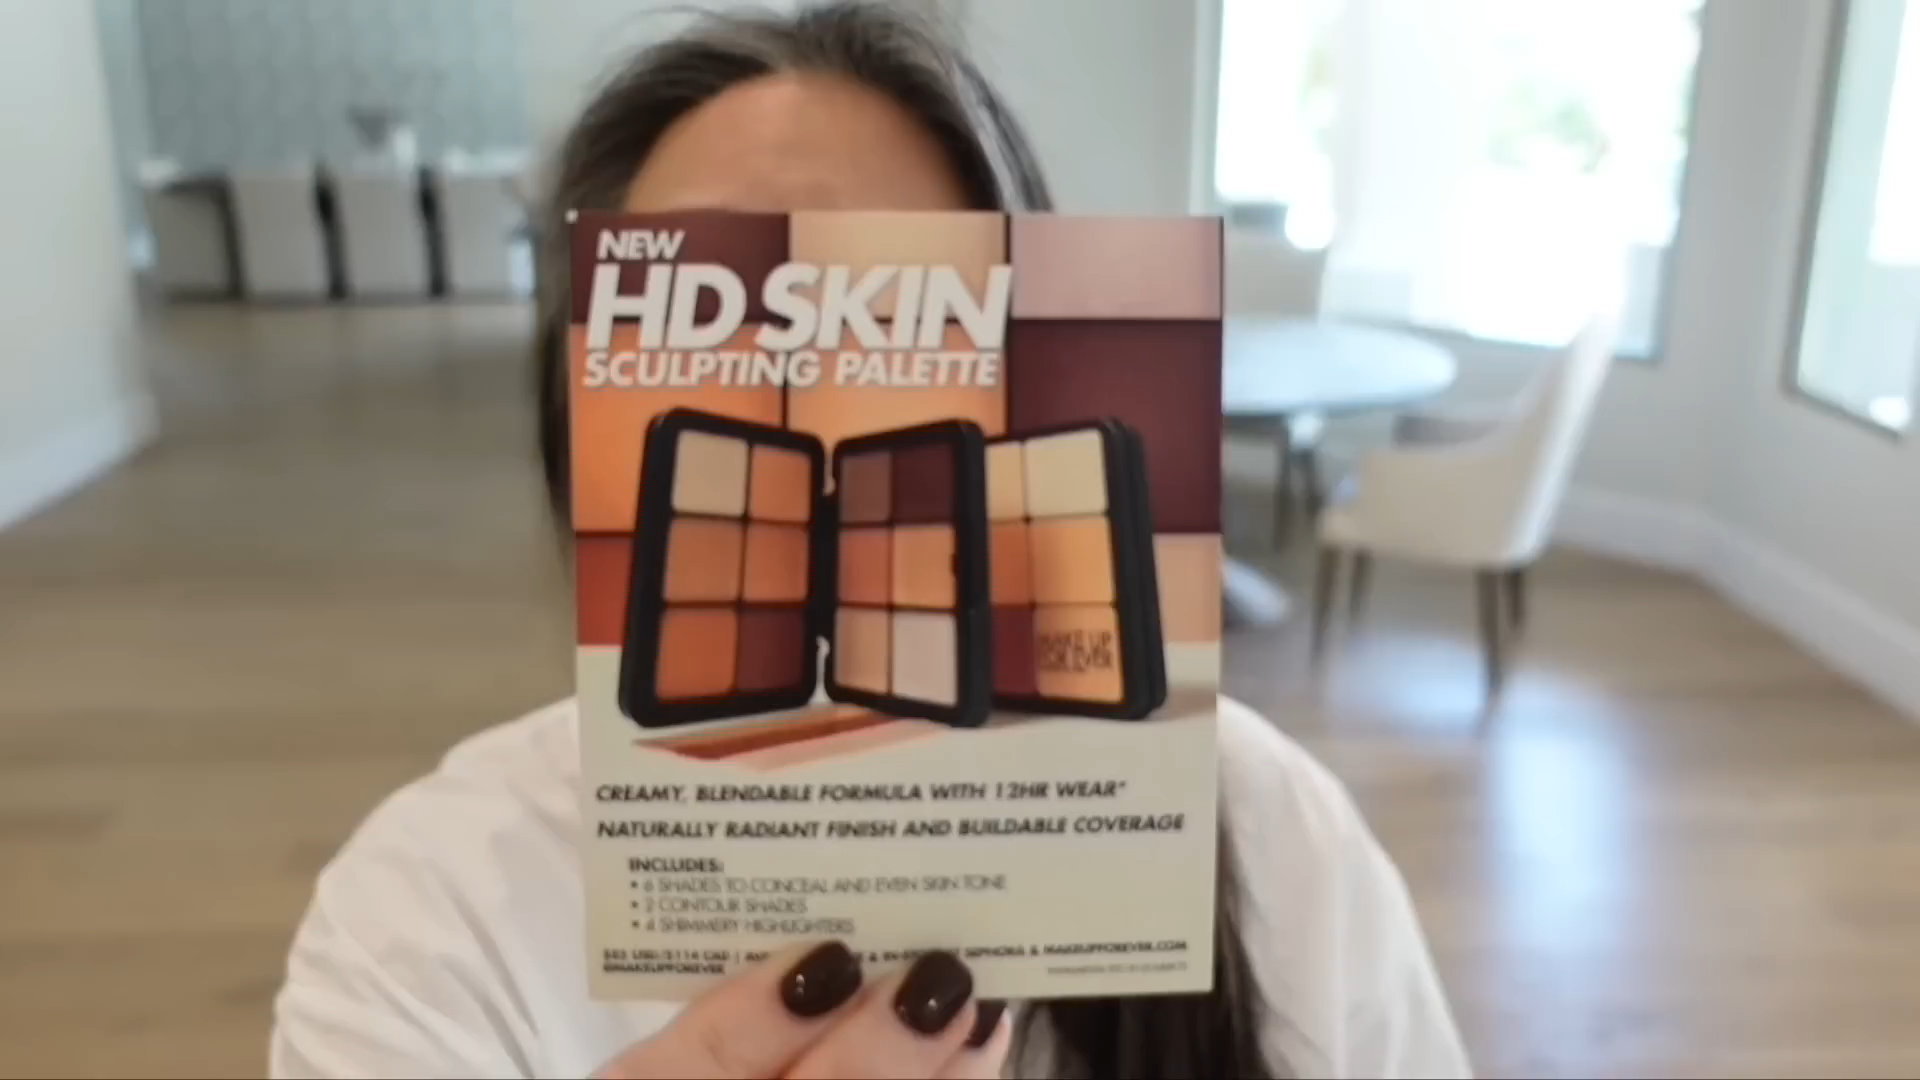 NEW
HD SKIN
SCULPTING PALETTE
MAKE UP
FOR EVER
CREAMY, BLENDABLE FORMULA WITH 12HR WEAR*
NATURALLY RADIANT FINISH AND BUILDABLE COVERAGE
INCLUDES:
• 6 SHADES TO CONCEAL AND EVEN SKIN TONE
• 2 CONTOUR SHADES
• 4 SHIMMERY HIGHLIGHTERS
SEPHORA & MAKEUPFOREVER.COM
@MAKEUPFOREVER